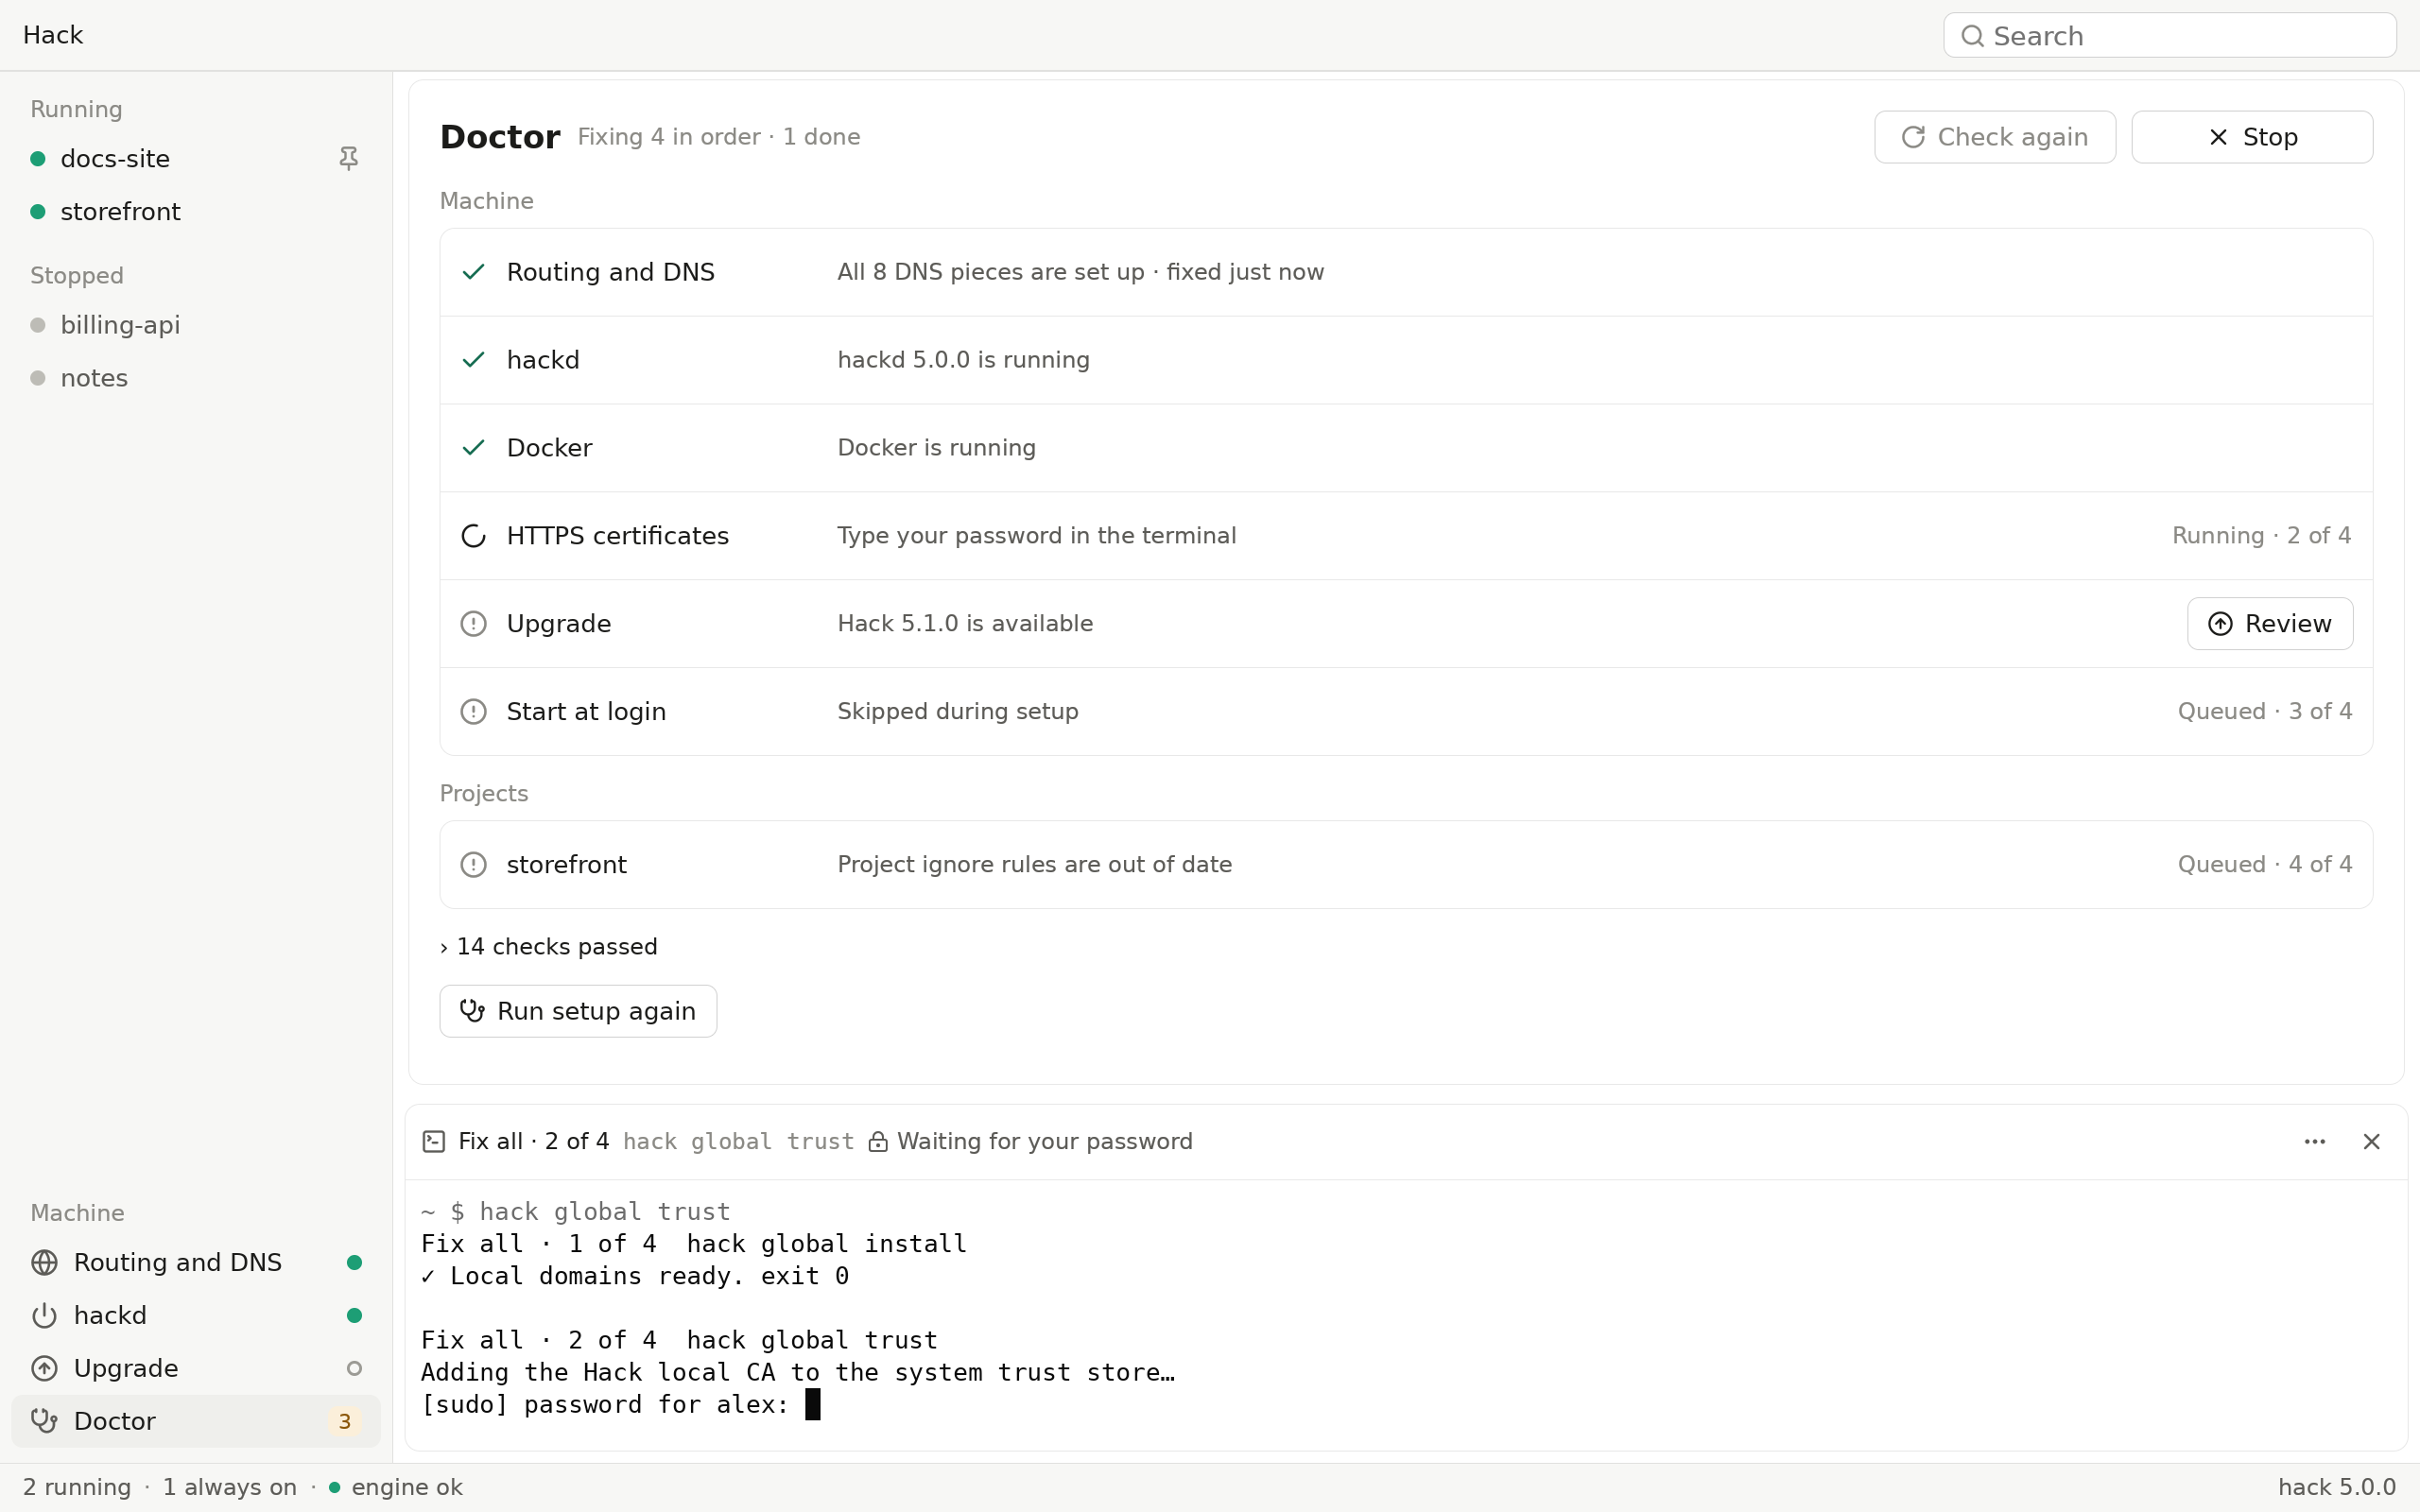 Hack
Search
Running
docs-site
storefront
Stopped
billing-api
notes
Machine
Routing and DNS
hackd
Upgrade
Doctor 3
Doctor Fixing 4 in order · 1 done
Check again
Stop
Machine
Routing and DNS All 8 DNS pieces are set up · fixed just now
hackd hackd 5.0.0 is running
Docker Docker is running
HTTPS certificates Type your password in the terminal Running · 2 of 4
Upgrade Hack 5.1.0 is available Review
Start at login Skipped during setup Queued · 3 of 4
Projects
storefront Project ignore rules are out of date Queued · 4 of 4
› 14 checks passed
Run setup again
Fix all · 2 of 4 hack global trust Waiting for your password
~ $ hack global trust
Fix all · 1 of 4  hack global install
✓ Local domains ready. exit 0
Fix all · 2 of 4  hack global trust
Adding the Hack local CA to the system trust store…
[sudo] password for alex:
2 running · 1 always on · engine ok
hack 5.0.0